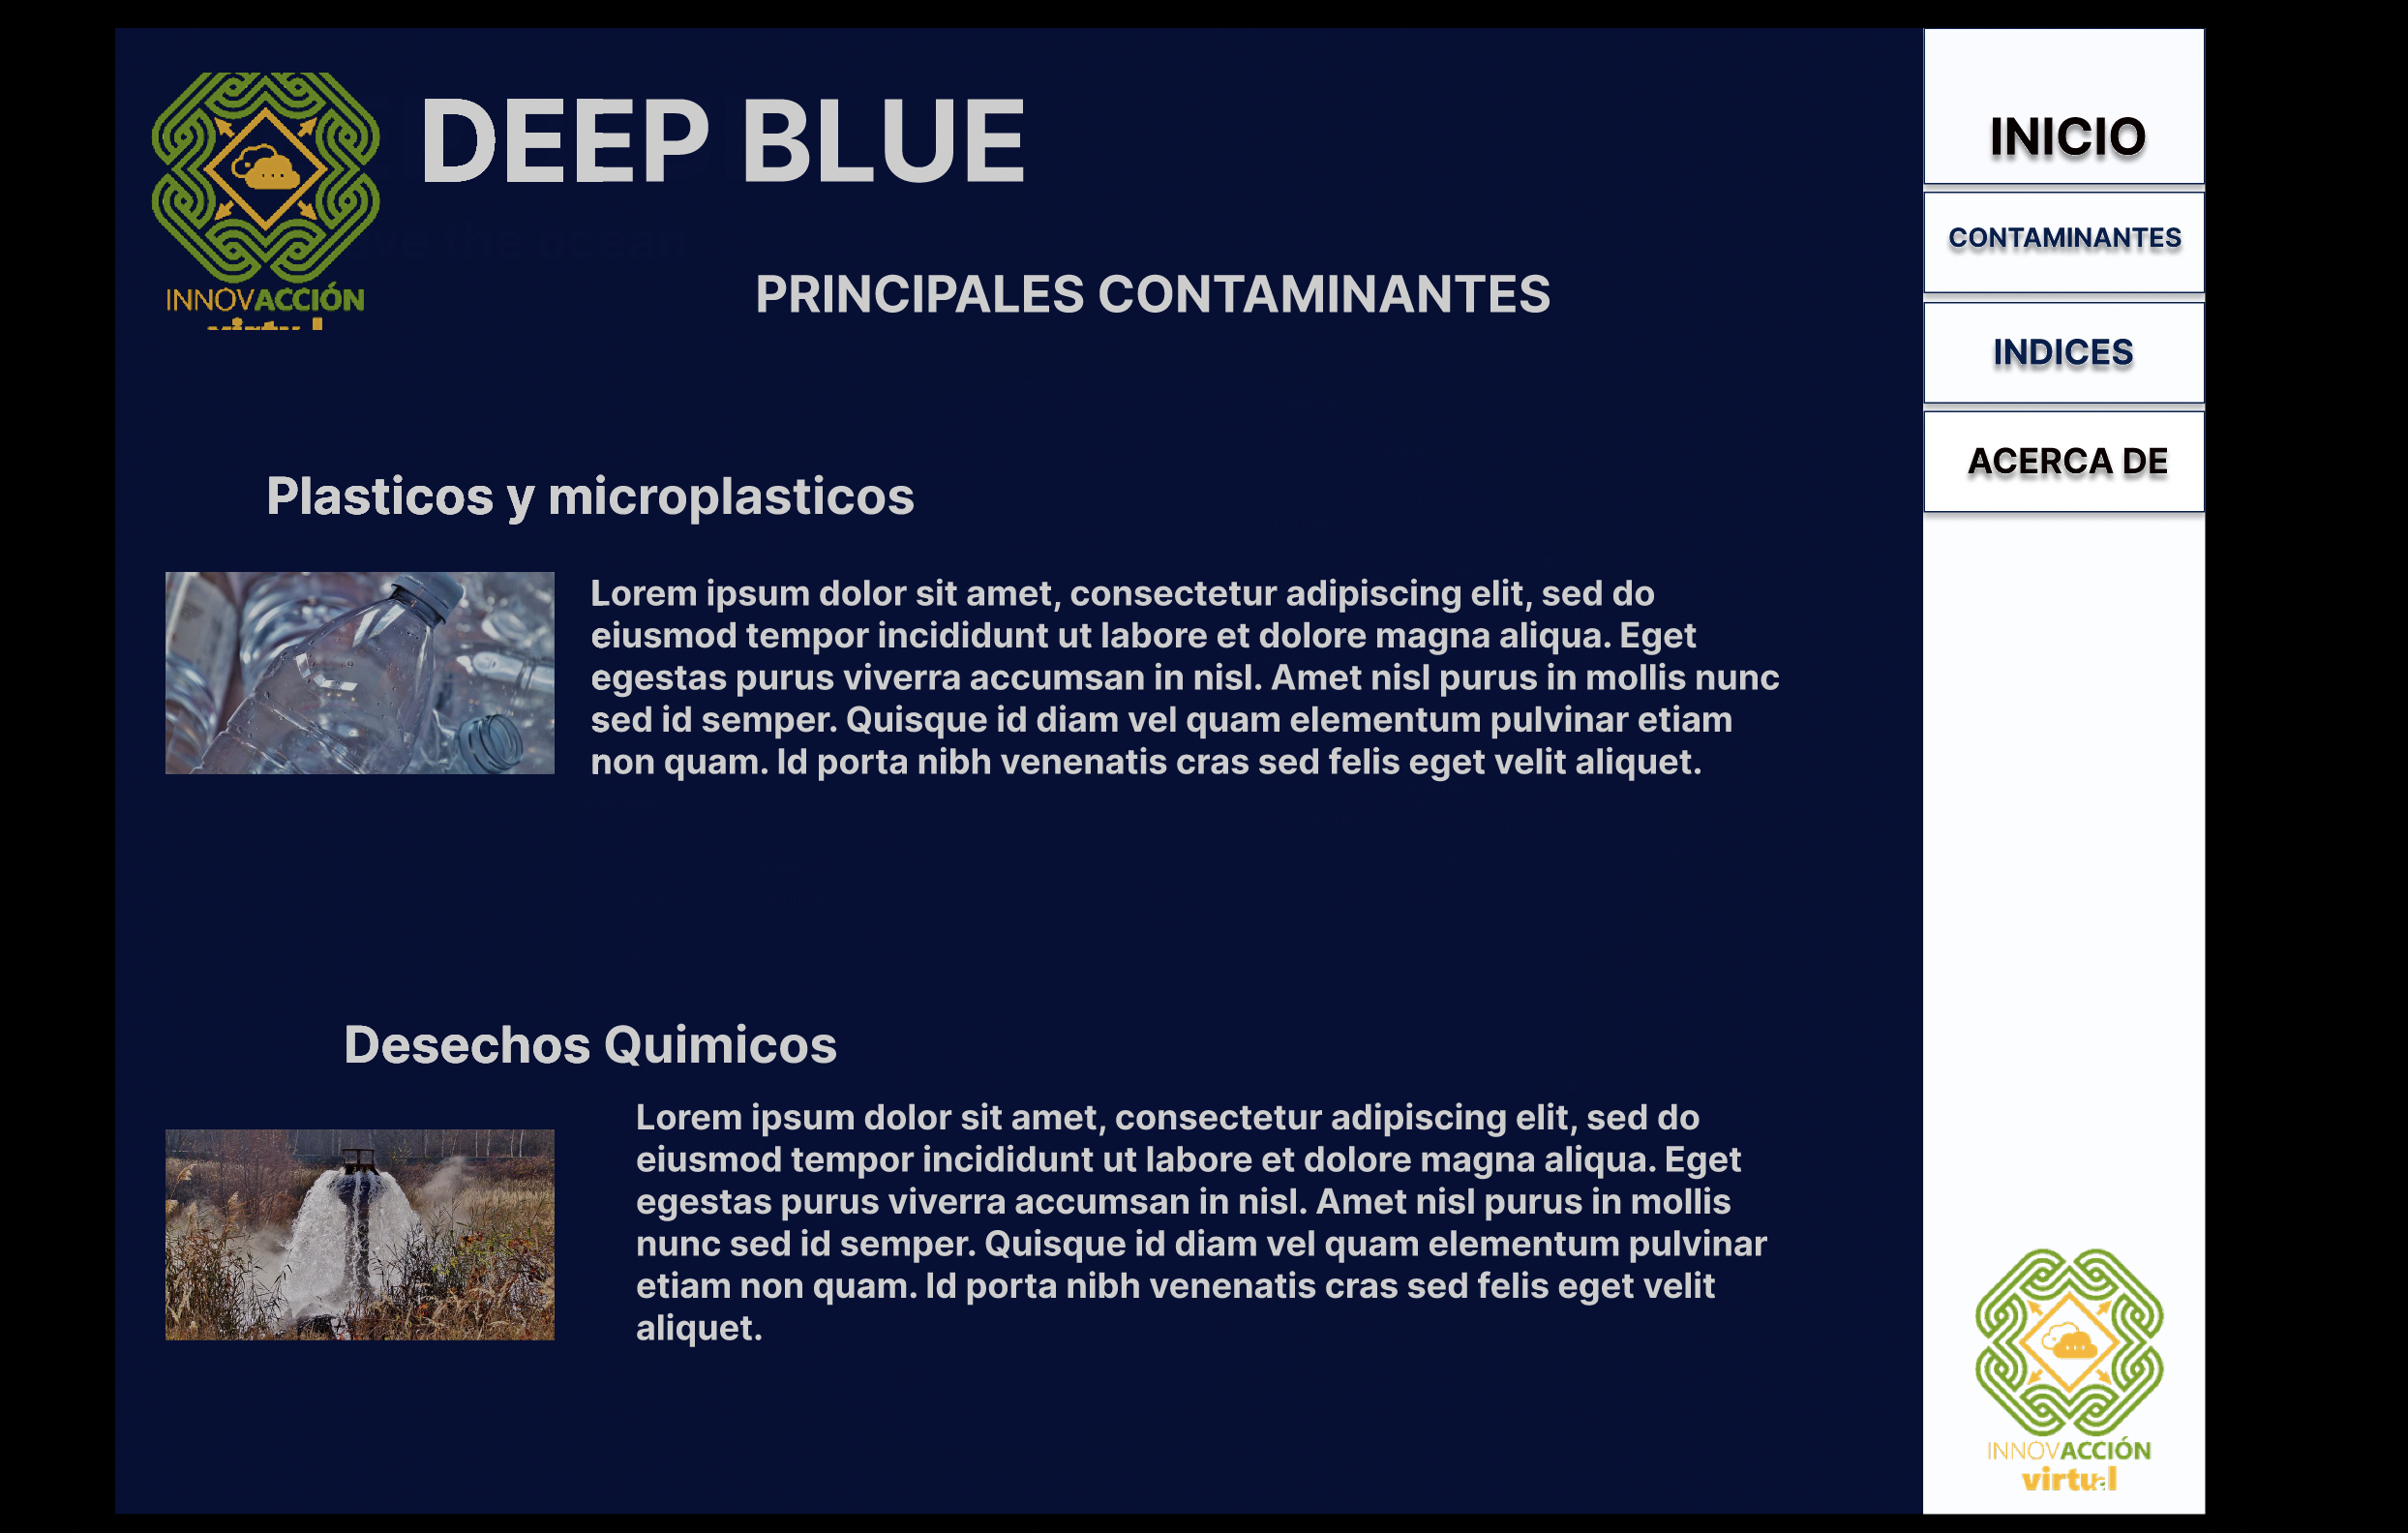 DEEP BLUE
ve the ocean
INNOVACCIÓN
virtual
PRINCIPALES CONTAMINANTES
Plasticos y microplasticos
Lorem ipsum dolor sit amet, consectetur adipiscing elit, sed do
eiusmod tempor incididunt ut labore et dolore magna aliqua. Eget
egestas purus viverra accumsan in nisl. Amet nisl purus in mollis nunc
sed id semper. Quisque id diam vel quam elementum pulvinar etiam
non quam. Id porta nibh venenatis cras sed felis eget velit aliquet.
Desechos Quimicos
Lorem ipsum dolor sit amet, consectetur adipiscing elit, sed do
eiusmod tempor incididunt ut labore et dolore magna aliqua. Eget
egestas purus viverra accumsan in nisl. Amet nisl purus in mollis
nunc sed id semper. Quisque id diam vel quam elementum pulvinar
etiam non quam. Id porta nibh venenatis cras sed felis eget velit
aliquet.
INICIO
CONTAMINANTES
INDICES
ACERCA DE
INNOVACCIÓN
virtual